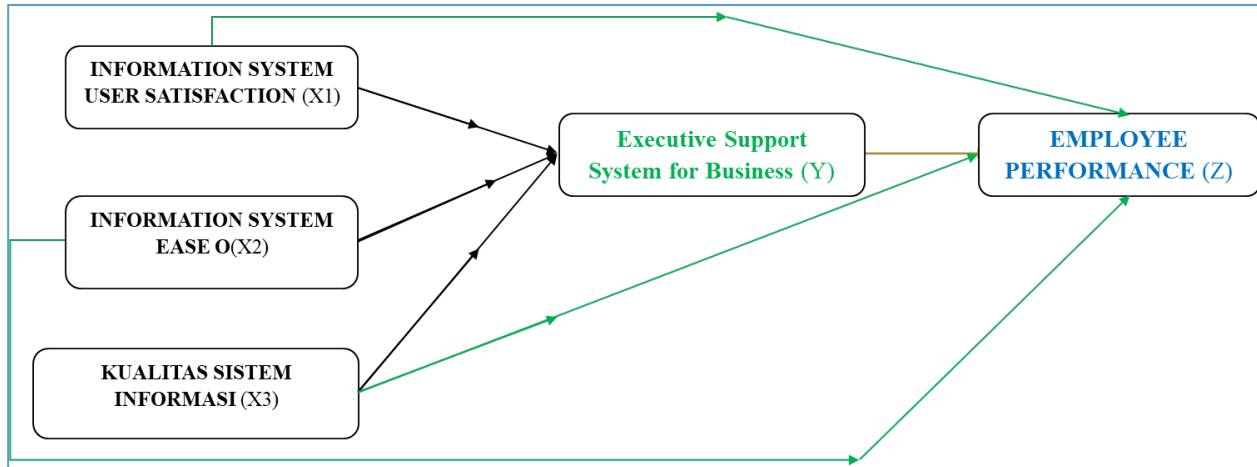 INFORMATION SYSTEM
USER SATISFACTION (X1)
Executive Support
System for Business (Y)
EMPLOYEE
PERFORMANCE (Z)
INFORMATION SYSTEM
EASE O(X2)
KUALITAS SISTEM
INFORMASI (X3)